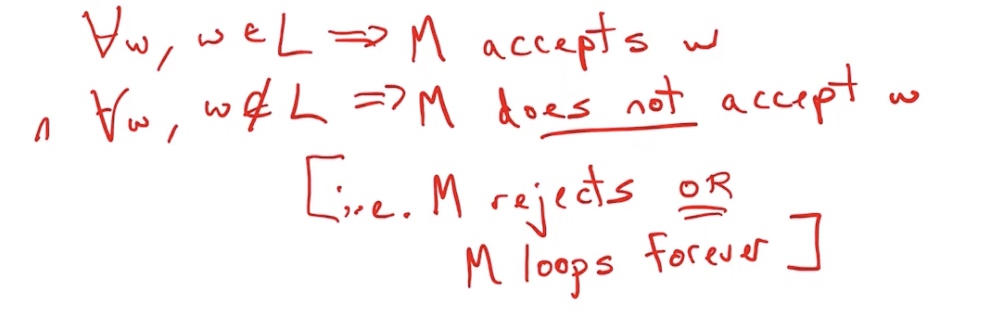 ∀w, w ∈ L ⇒ M accepts w
∧ ∀w, w ∉ L ⇒ M does not accept w
[i.e. M rejects OR
M loops forever]